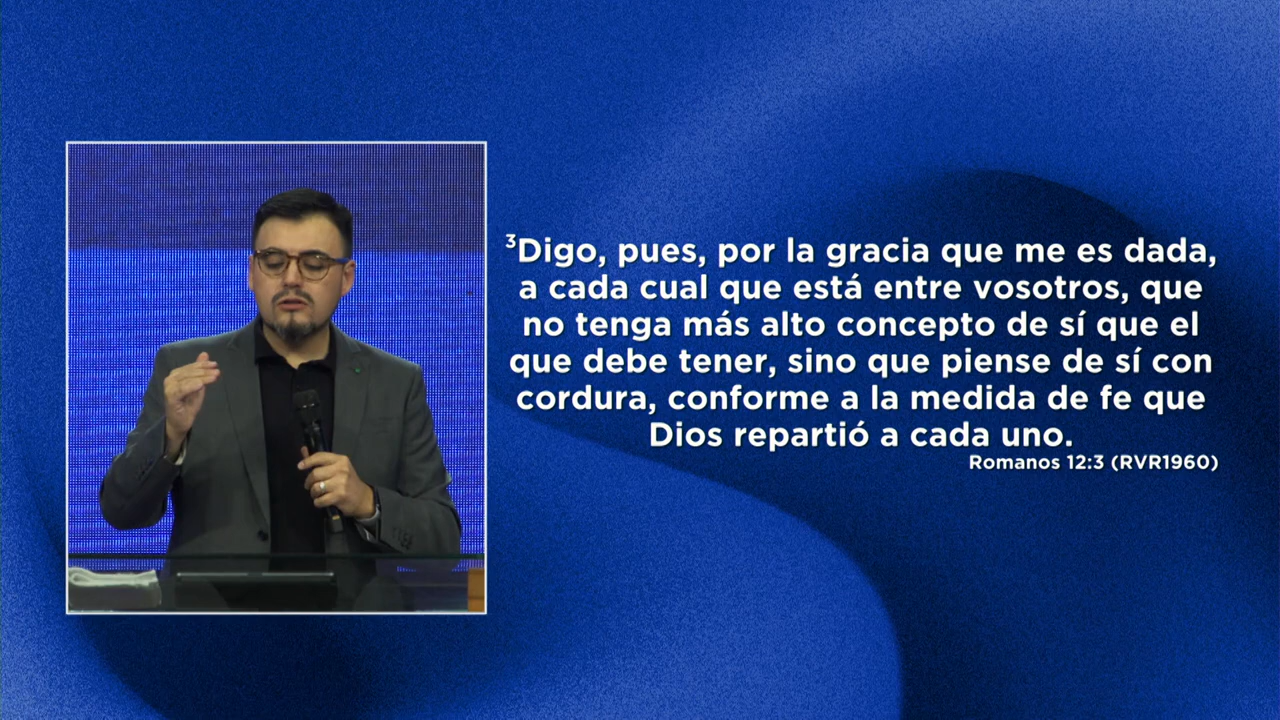 ³Digo, pues, por la gracia que me es dada,
a cada cual que está entre vosotros, que
no tenga más alto concepto de sí que el
que debe tener, sino que piense de sí con
cordura, conforme a la medida de fe que
Dios repartió a cada uno.
Romanos 12:3 (RVR1960)